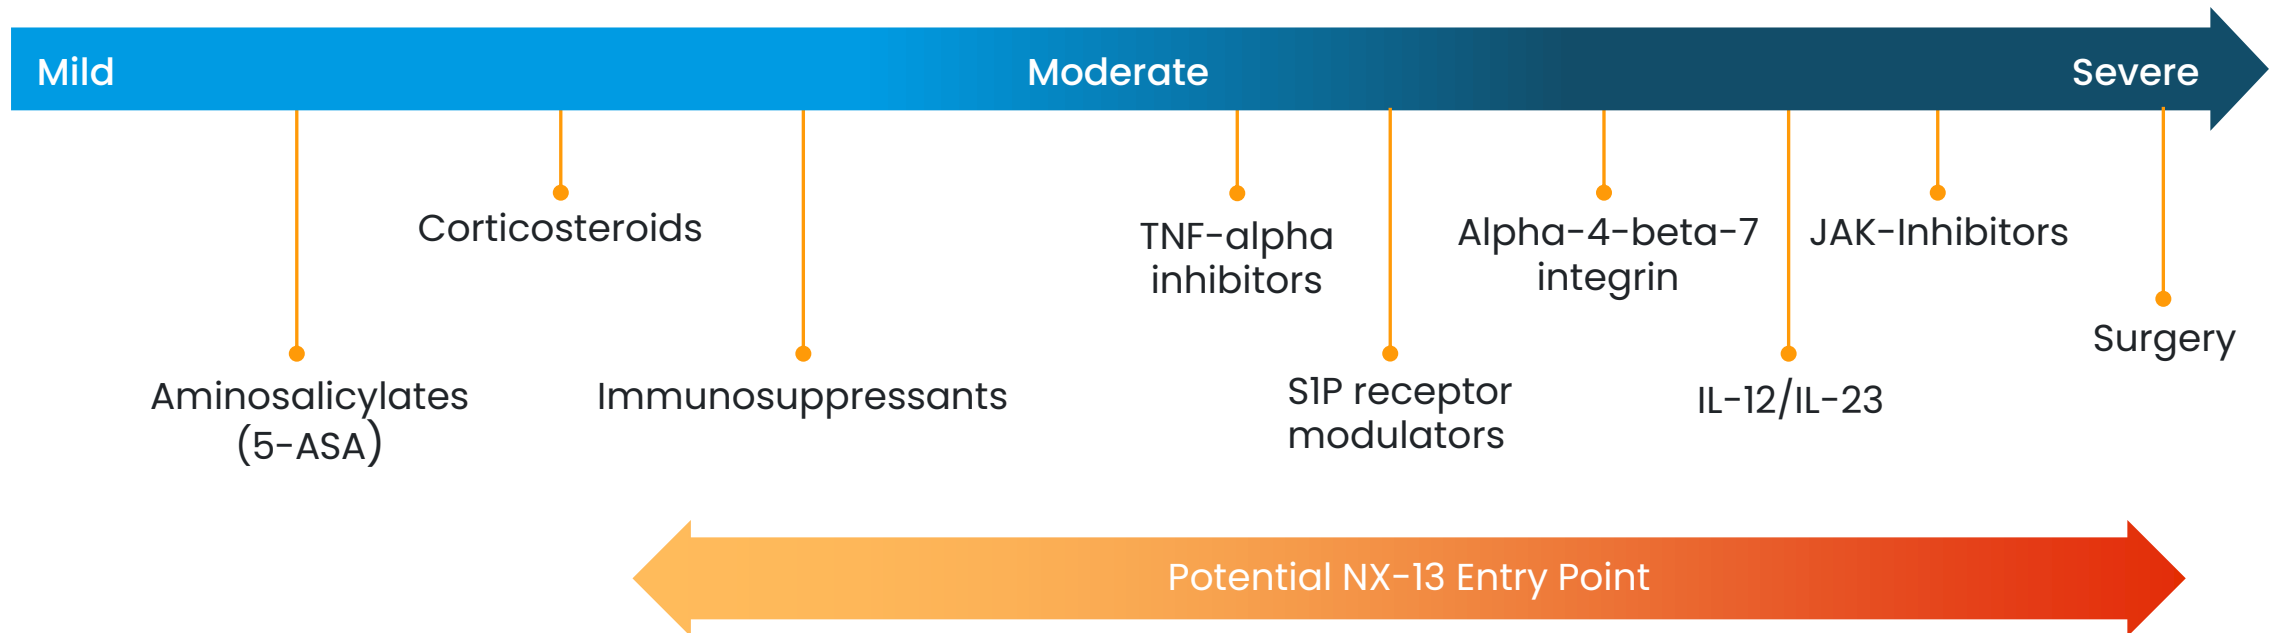 Mild
Moderate
Severe
Corticosteroids
TNF-alpha
inhibitors
Alpha-4-beta-7
integrin
JAK-Inhibitors
Surgery
Aminosalicylates
(5-ASA)
Immunosuppressants
S1P receptor
modulators
IL-12/IL-23
Potential NX-13 Entry Point